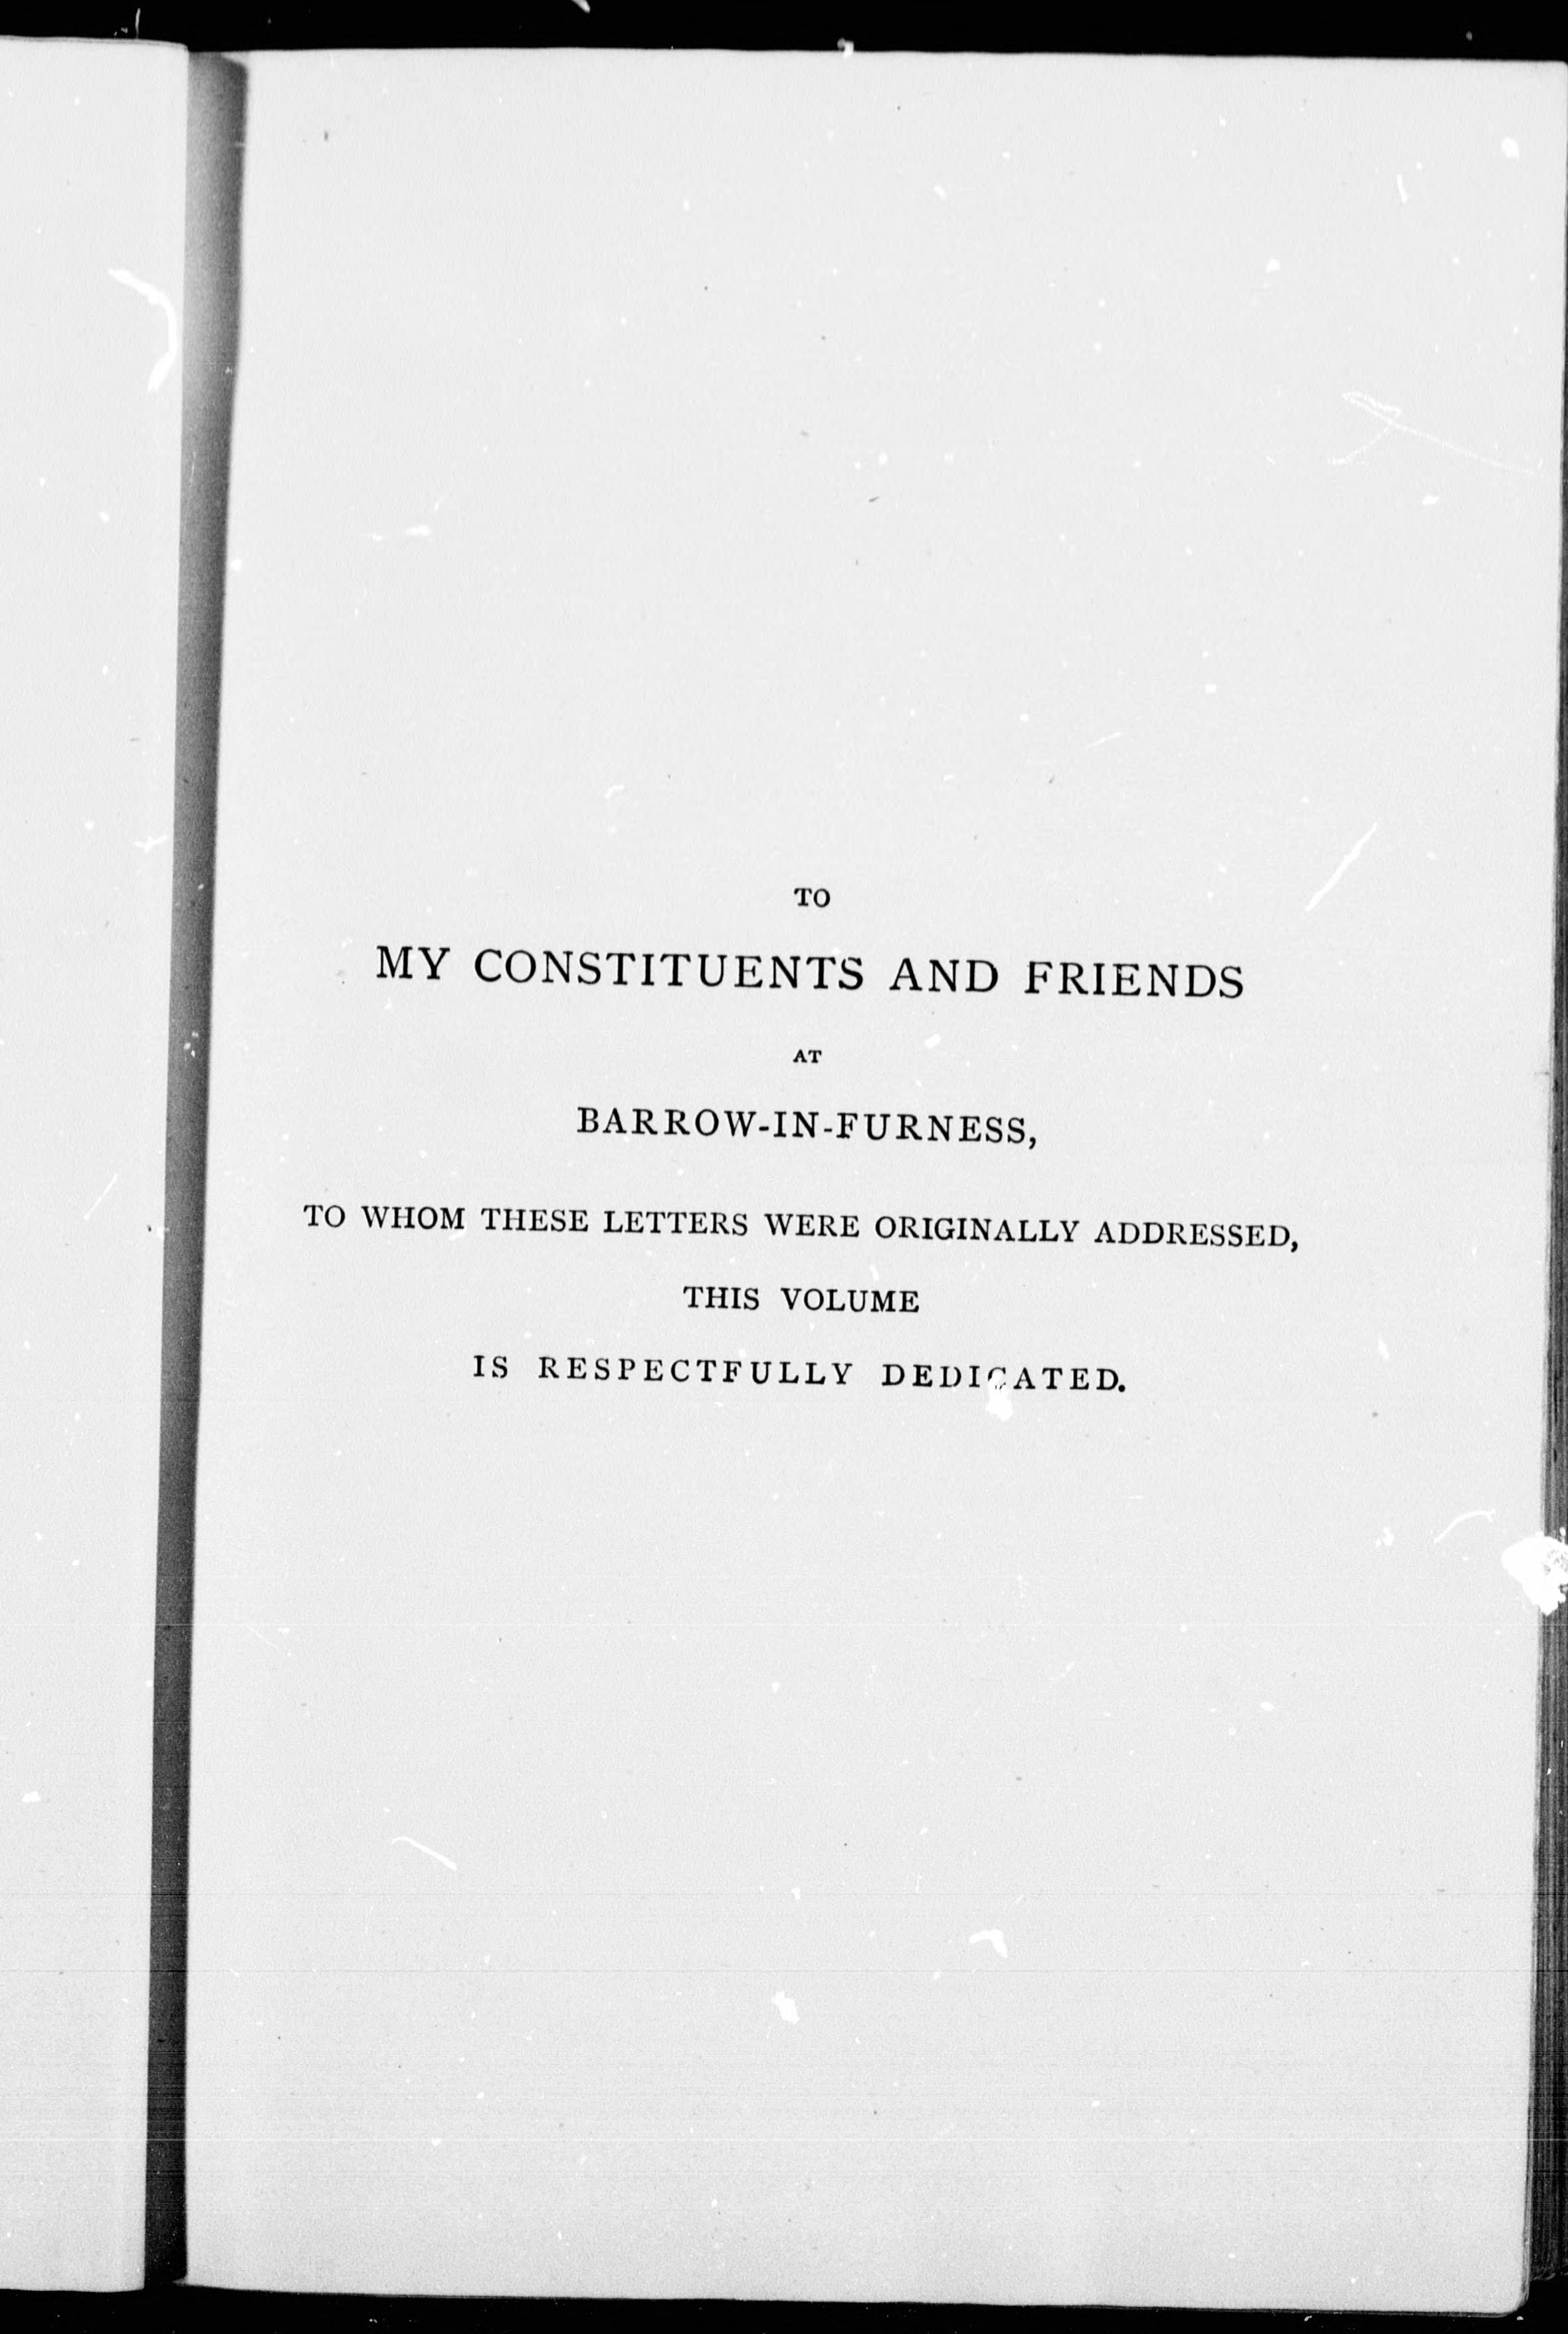 TO
MY CONSTITUENTS AND FRIENDS
AT
BARROW-IN-FURNESS,
TO WHOM THESE LETTERS WERE ORIGINALLY ADDRESSED,
THIS VOLUME
IS RESPECTFULLY DEDICATED.